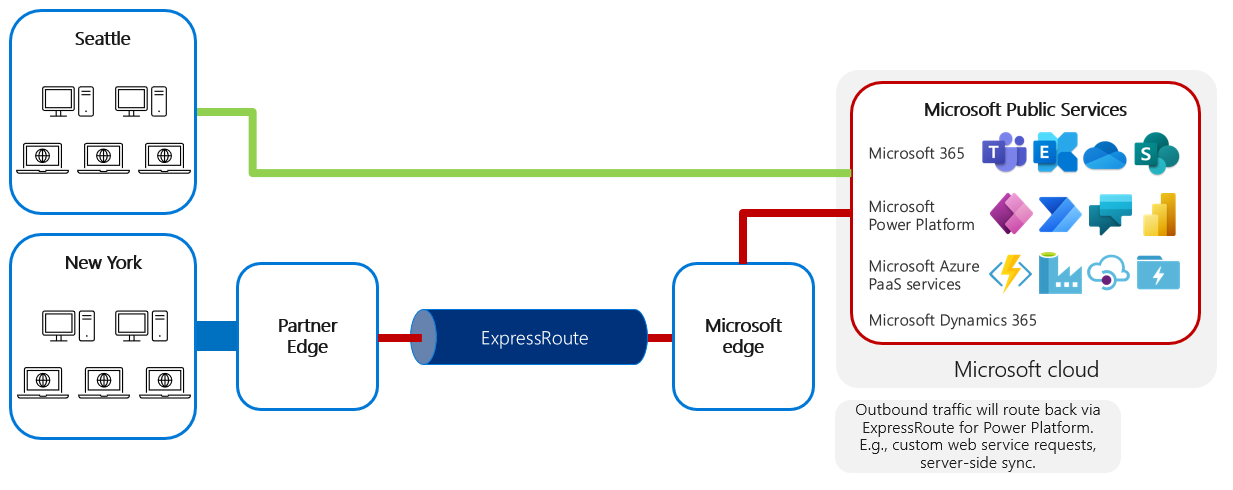 Seattle
New York
Partner
Edge
ExpressRoute
Microsoft
edge
Microsoft Public Services
Microsoft 365
T
E
S
Microsoft
Power Platform
Microsoft Azure
PaaS services
Microsoft Dynamics 365
Microsoft cloud
Outbound traffic will route back via
ExpressRoute for Power Platform.
E.g., custom web service requests,
server-side sync.